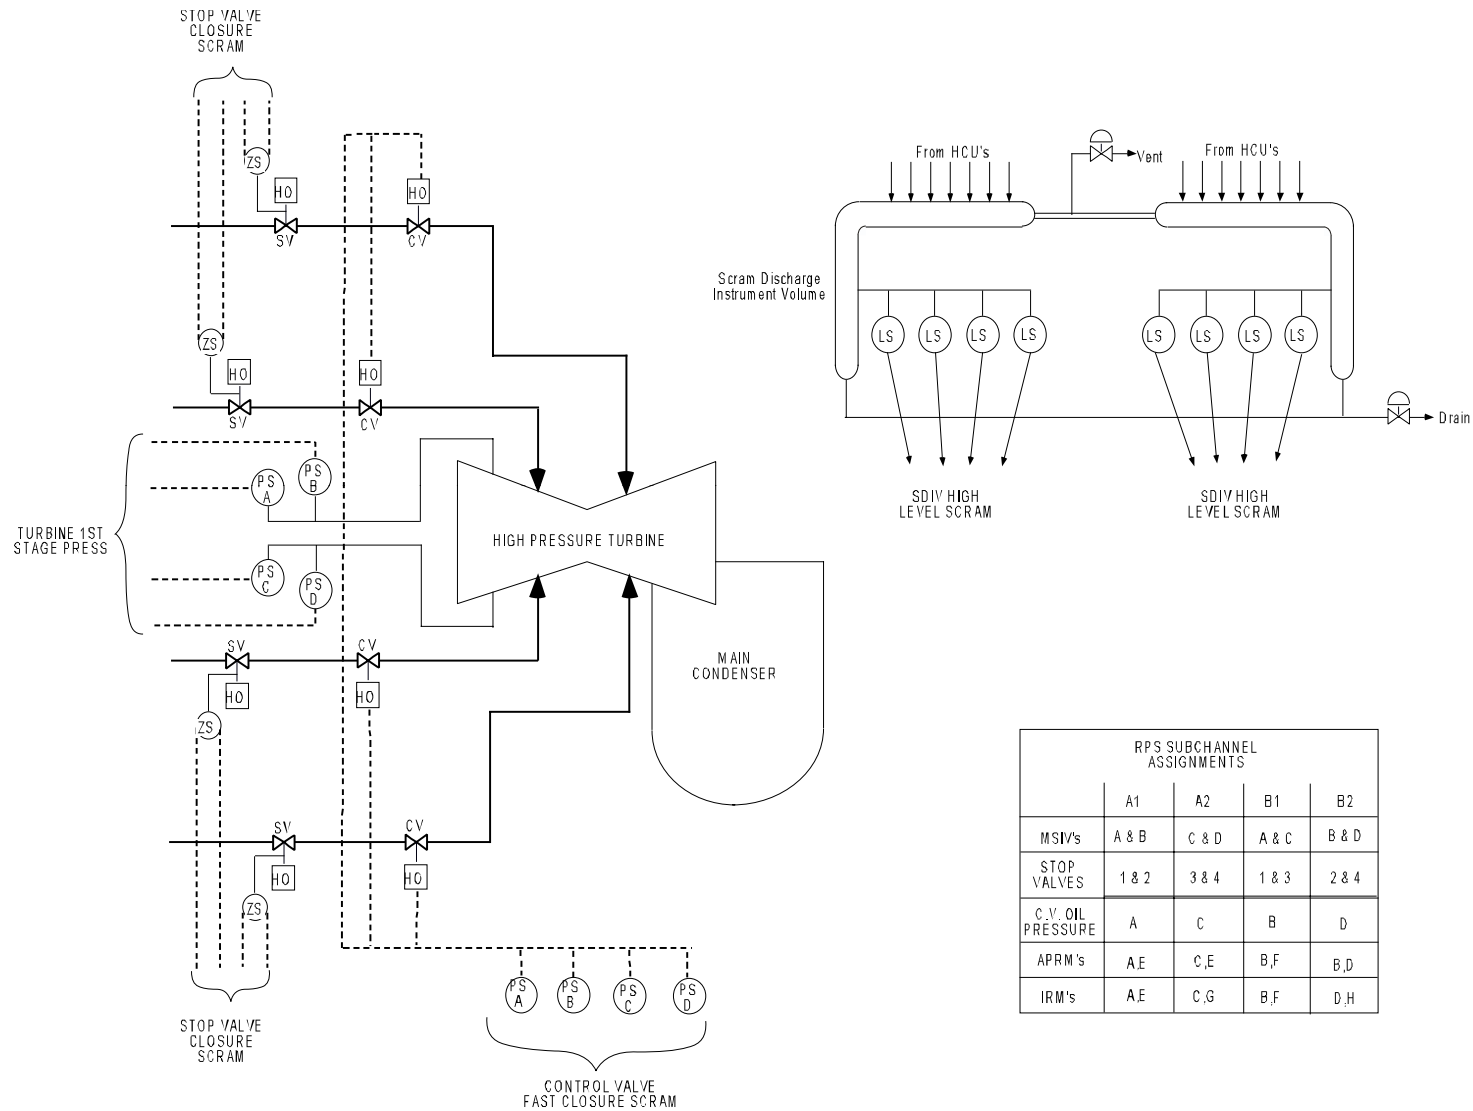 STOP VALVE
CLOSURE
SCRAM
ZS
HO
HO
SV
CV
ZS
HO
HO
SV
CV
PS
B
PS
A
TURBINE 1ST
STAGE PRESS
PS
C
PS
D
HIGH PRESSURE TURBINE
SV
CV
HO
HO
ZS
MAIN
CONDENSER
SV
CV
HO
HO
ZS
STOP VALVE
CLOSURE
SCRAM
PS
A
PS
B
PS
C
PS
D
CONTROL VALVE
FAST CLOSURE SCRAM
From HCU's
Vent
From HCU's
Scram Discharge
Instrument Volume
LS LS LS LS
LS LS LS LS
Drain
SDIV HIGH
LEVEL SCRAM
SDIV HIGH
LEVEL SCRAM
RPS SUBCHANNEL
ASSIGNMENTS
A1 A2 B1 B2
MSIV's A & B C & D A & C B & D
STOP
VALVES 1 & 2 3 & 4 1 & 3 2 & 4
C.V. OIL
PRESSURE A C B D
APRM's A,E C,E B,F B,D
IRM's A,E C,G B,F D,H